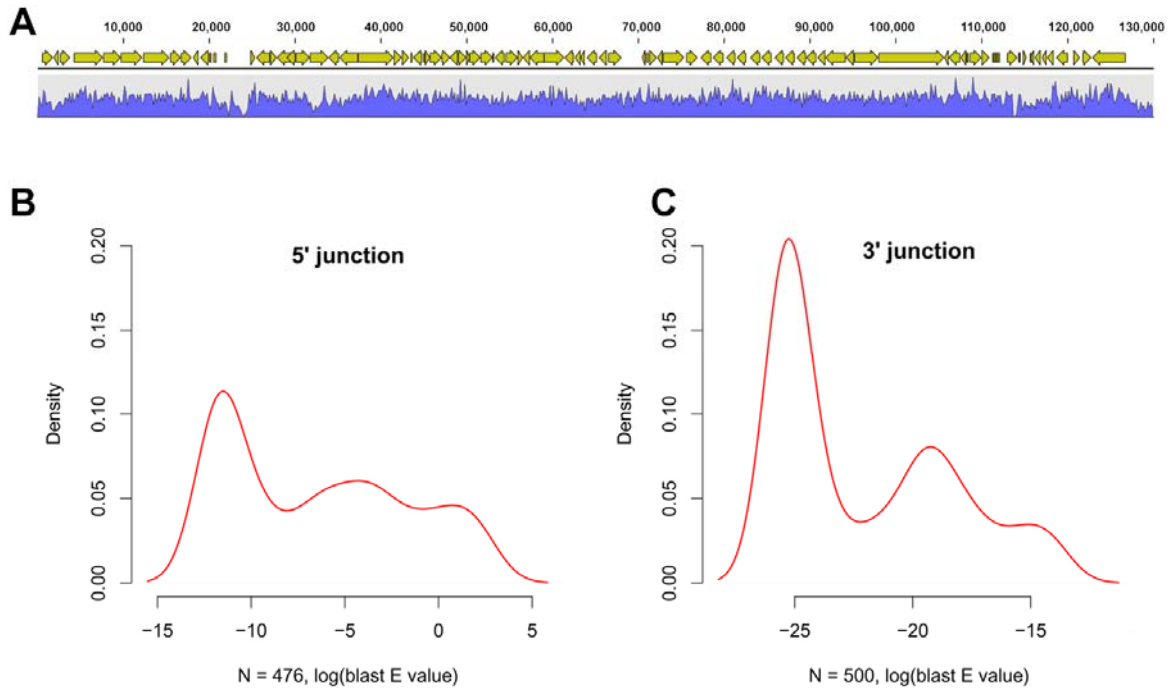 A
10,000 20,000 30,000 40,000 50,000 60,000 70,000 80,000 90,000 100,000 110,000 120,000 130,000
B
5' junction
Density
0.20
0.15
0.10
0.05
0.00
−15 −10 −5 0 5
N = 476, log(blast E value)
C
3' junction
Density
0.20
0.15
0.10
0.05
0.00
−25 −20 −15
N = 500, log(blast E value)